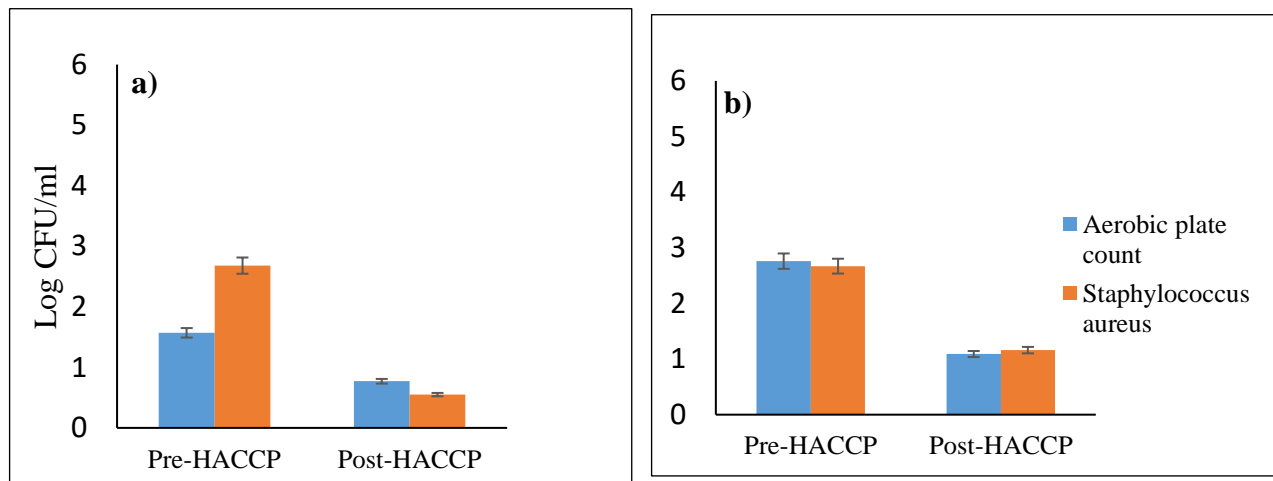 a)
Log CFU/ml
6
5
4
3
2
1
0
Pre-HACCP Post-HACCP
b)
6
5
4
3
2
1
0
Pre-HACCP Post-HACCP
Aerobic plate
count
Staphylococcus
aureus